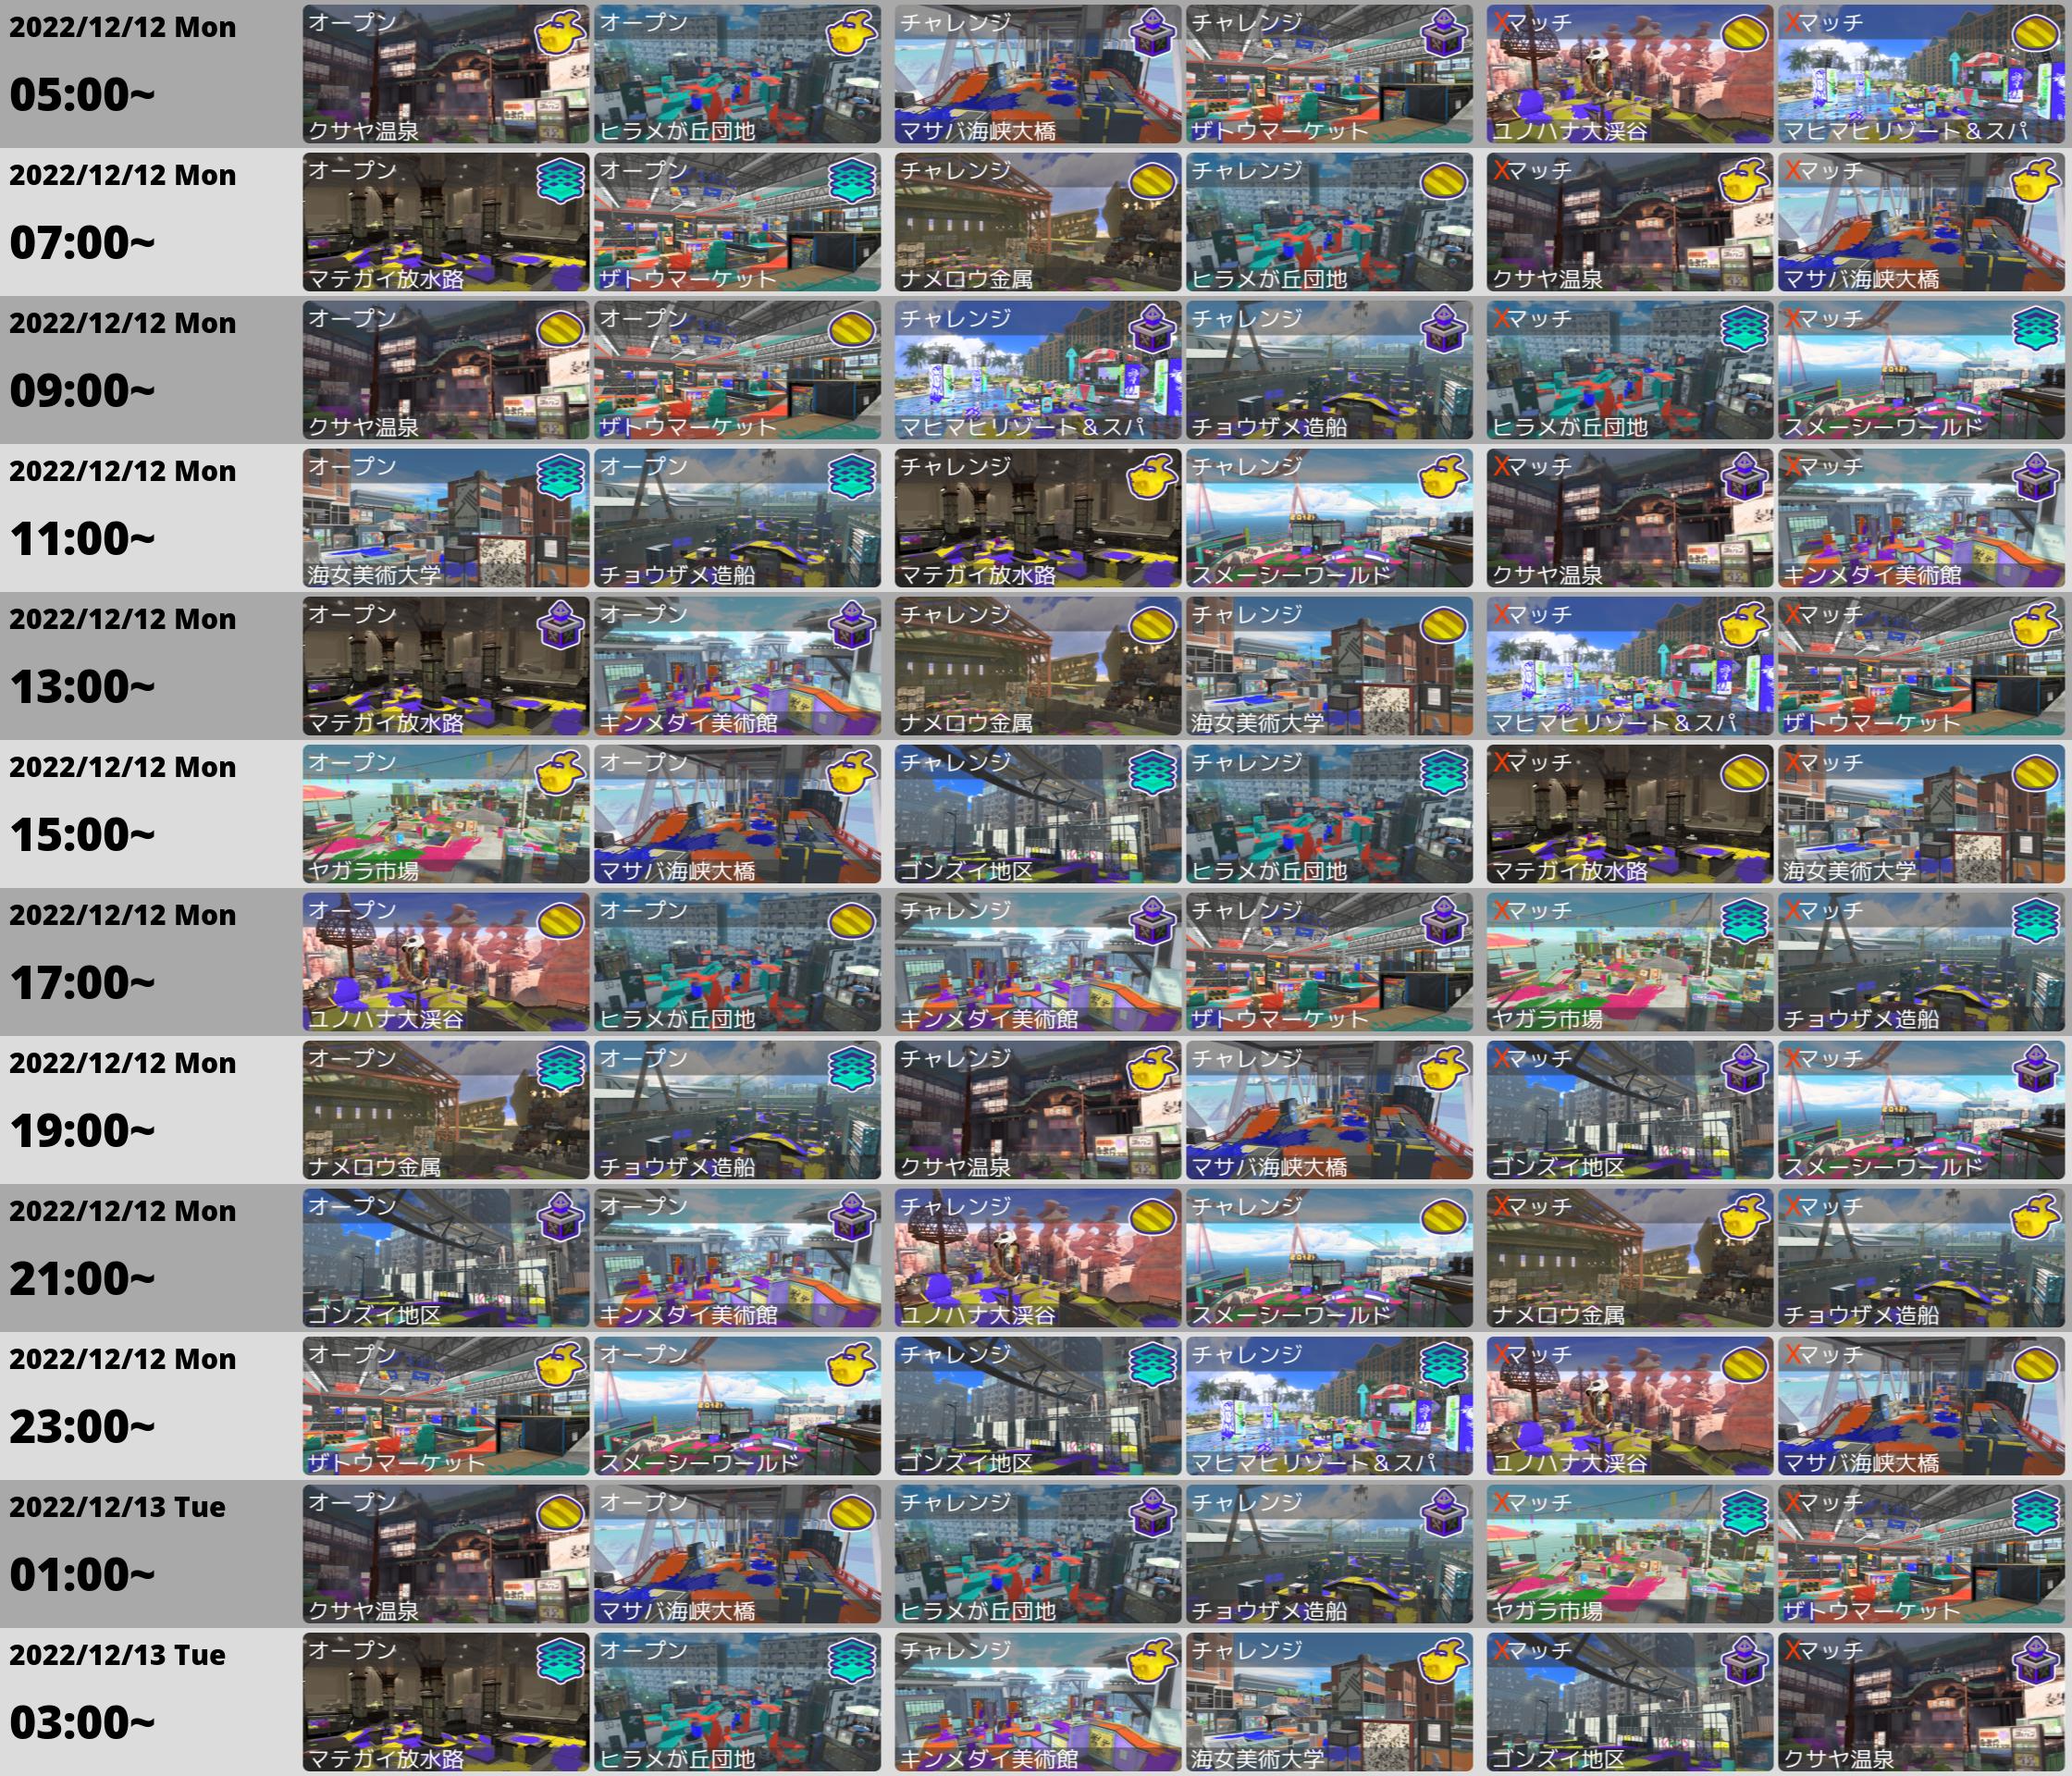 2022/12/12 Mon
05:00~
オープン オープン チャレンジ チャレンジ Xマッチ Xマッチ
クサヤ温泉 ヒラメが丘団地 マサバ海峡大橋 ザトウマーケット ユノハナ大渓谷 マヒマヒリゾート＆スパ
2022/12/12 Mon
07:00~
オープン オープン チャレンジ チャレンジ Xマッチ Xマッチ
マテガイ放水路 ザトウマーケット ナメロウ金属 ヒラメが丘団地 クサヤ温泉 マサバ海峡大橋
2022/12/12 Mon
09:00~
オープン オープン チャレンジ チャレンジ Xマッチ Xマッチ
クサヤ温泉 ザトウマーケット マヒマヒリゾート＆スパ チョウザメ造船 ヒラメが丘団地 スメーシーワールド
2022/12/12 Mon
11:00~
オープン オープン チャレンジ チャレンジ Xマッチ Xマッチ
海女美術大学 チョウザメ造船 マテガイ放水路 スメーシーワールド クサヤ温泉 キンメダイ美術館
2022/12/12 Mon
13:00~
オープン オープン チャレンジ チャレンジ Xマッチ Xマッチ
マテガイ放水路 キンメダイ美術館 ナメロウ金属 海女美術大学 マヒマヒリゾート＆スパ ザトウマーケット
2022/12/12 Mon
15:00~
オープン オープン チャレンジ チャレンジ Xマッチ Xマッチ
ヤガラ市場 マサバ海峡大橋 ゴンズイ地区 ヒラメが丘団地 マテガイ放水路 海女美術大学
2022/12/12 Mon
17:00~
オープン オープン チャレンジ チャレンジ Xマッチ Xマッチ
ユノハナ大渓谷 ヒラメが丘団地 キンメダイ美術館 ザトウマーケット ヤガラ市場 チョウザメ造船
2022/12/12 Mon
19:00~
オープン オープン チャレンジ チャレンジ Xマッチ Xマッチ
ナメロウ金属 チョウザメ造船 クサヤ温泉 マサバ海峡大橋 ゴンズイ地区 スメーシーワールド
2022/12/12 Mon
21:00~
オープン オープン チャレンジ チャレンジ Xマッチ Xマッチ
ゴンズイ地区 キンメダイ美術館 ユノハナ大渓谷 スメーシーワールド ナメロウ金属 チョウザメ造船
2022/12/12 Mon
23:00~
オープン オープン チャレンジ チャレンジ Xマッチ Xマッチ
ザトウマーケット スメーシーワールド ゴンズイ地区 マヒマヒリゾート＆スパ ユノハナ大渓谷 マサバ海峡大橋
2022/12/13 Tue
01:00~
オープン オープン チャレンジ チャレンジ Xマッチ Xマッチ
クサヤ温泉 マサバ海峡大橋 ヒラメが丘団地 チョウザメ造船 ヤガラ市場 ザトウマーケット
2022/12/13 Tue
03:00~
オープン オープン チャレンジ チャレンジ Xマッチ Xマッチ
マテガイ放水路 ヒラメが丘団地 キンメダイ美術館 海女美術大学 ゴンズイ地区 クサヤ温泉